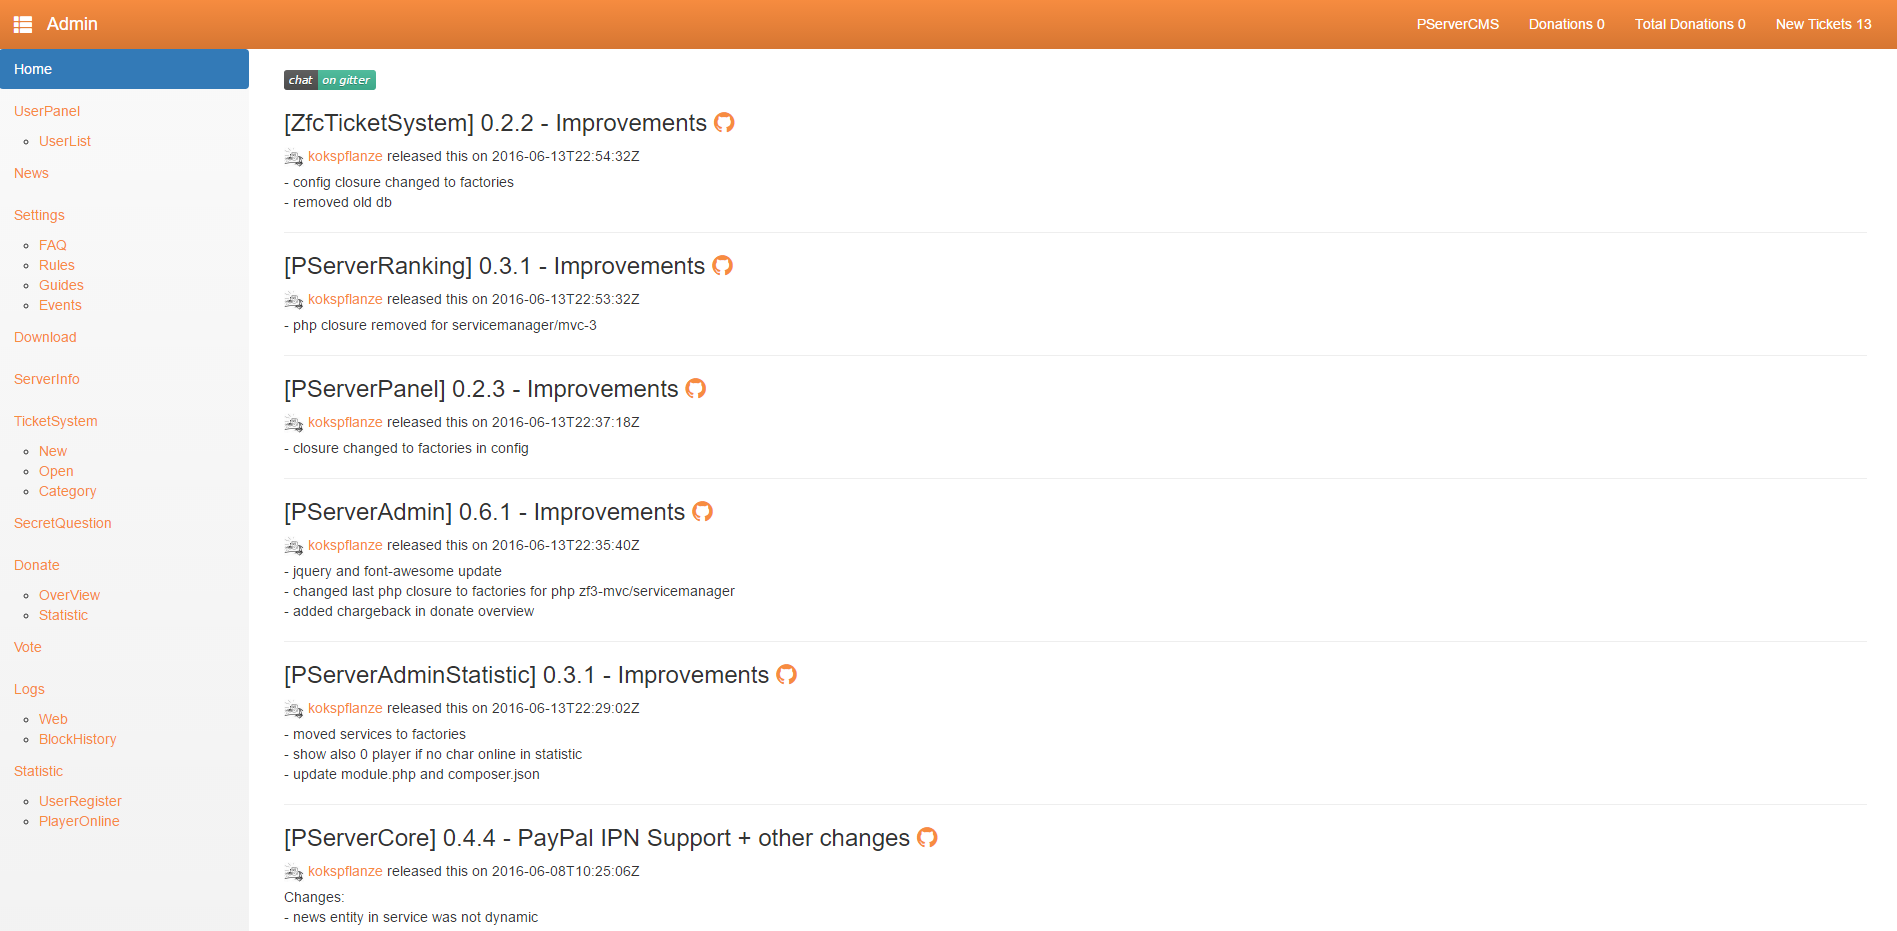 Admin
PServerCMS
Donations 0
Total Donations 0
New Tickets 13
Home
UserPanel
UserList
News
Settings
FAQ
Rules
Guides
Events
Download
ServerInfo
TicketSystem
New
Open
Category
SecretQuestion
Donate
OverView
Statistic
Vote
Logs
Web
BlockHistory
Statistic
UserRegister
PlayerOnline
chat on gitter
[ZfcTicketSystem] 0.2.2 - Improvements
kokspflanze released this on 2016-06-13T22:54:32Z
- config closure changed to factories
- removed old db
[PServerRanking] 0.3.1 - Improvements
kokspflanze released this on 2016-06-13T22:53:32Z
- php closure removed for servicemanager/mvc-3
[PServerPanel] 0.2.3 - Improvements
kokspflanze released this on 2016-06-13T22:37:18Z
- closure changed to factories in config
[PServerAdmin] 0.6.1 - Improvements
kokspflanze released this on 2016-06-13T22:35:40Z
- jquery and font-awesome update
- changed last php closure to factories for php zf3-mvc/servicemanager
- added chargeback in donate overview
[PServerAdminStatistic] 0.3.1 - Improvements
kokspflanze released this on 2016-06-13T22:29:02Z
- moved services to factories
- show also 0 player if no char online in statistic
- update module.php and composer.json
[PServerCore] 0.4.4 - PayPal IPN Support + other changes
kokspflanze released this on 2016-06-08T10:25:06Z
Changes:
- news entity in service was not dynamic